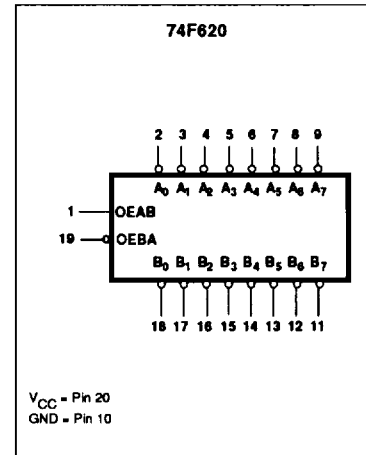 74F620
2 3 4 5 6 7 8 9
A0 A1 A2 A3 A4 A5 A6 A7
1 OEAB
19 OEBA
B0 B1 B2 B3 B4 B5 B6 B7
18 17 16 15 14 13 12 11
VCC = Pin 20
GND = Pin 10